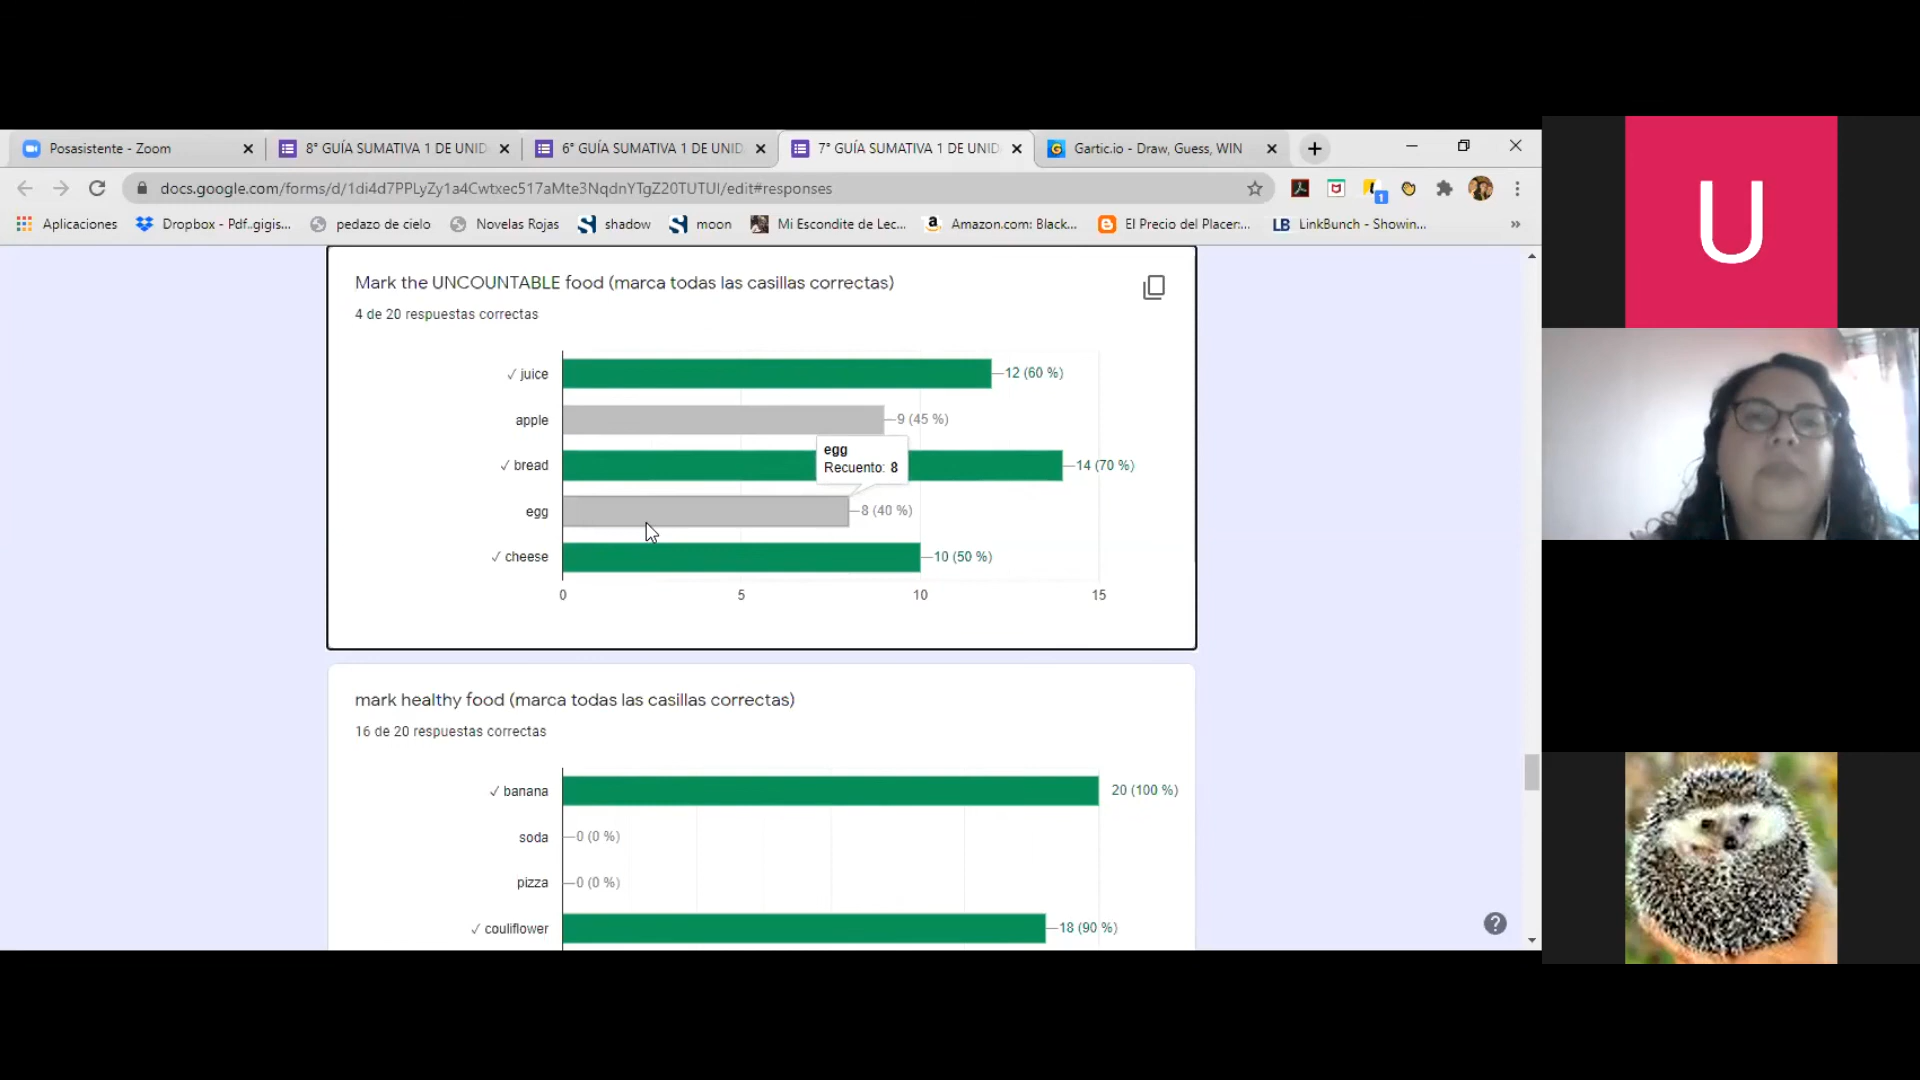 Posasistente - Zoom
8° GUÍA SUMATIVA 1 DE UNID
6° GUÍA SUMATIVA 1 DE UNID
7° GUÍA SUMATIVA 1 DE UNID
Gartic.io - Draw, Guess, WIN
docs.google.com/forms/d/1di4d7PPLyZy1a4Cwtxec517aMte3NqdnYTgZ20TUTUI/edit#responses
1
Aplicaciones
Dropbox - Pdf..gigis...
pedazo de cielo
Novelas Rojas
shadow
moon
Mi Escondite de Lec...
Amazon.com: Black...
El Precio del Placer:...
LB LinkBunch - Showin...
»
U
Mark the UNCOUNTABLE food (marca todas las casillas correctas)
4 de 20 respuestas correctas
✓ juice 12 (60 %)
apple 9 (45 %)
egg
Recuento: 8
✓ bread 14 (70 %)
egg 8 (40 %)
✓ cheese 10 (50 %)
0 5 10 15
mark healthy food (marca todas las casillas correctas)
16 de 20 respuestas correctas
✓ banana 20 (100 %)
soda 0 (0 %)
pizza 0 (0 %)
✓ couliflower 18 (90 %)